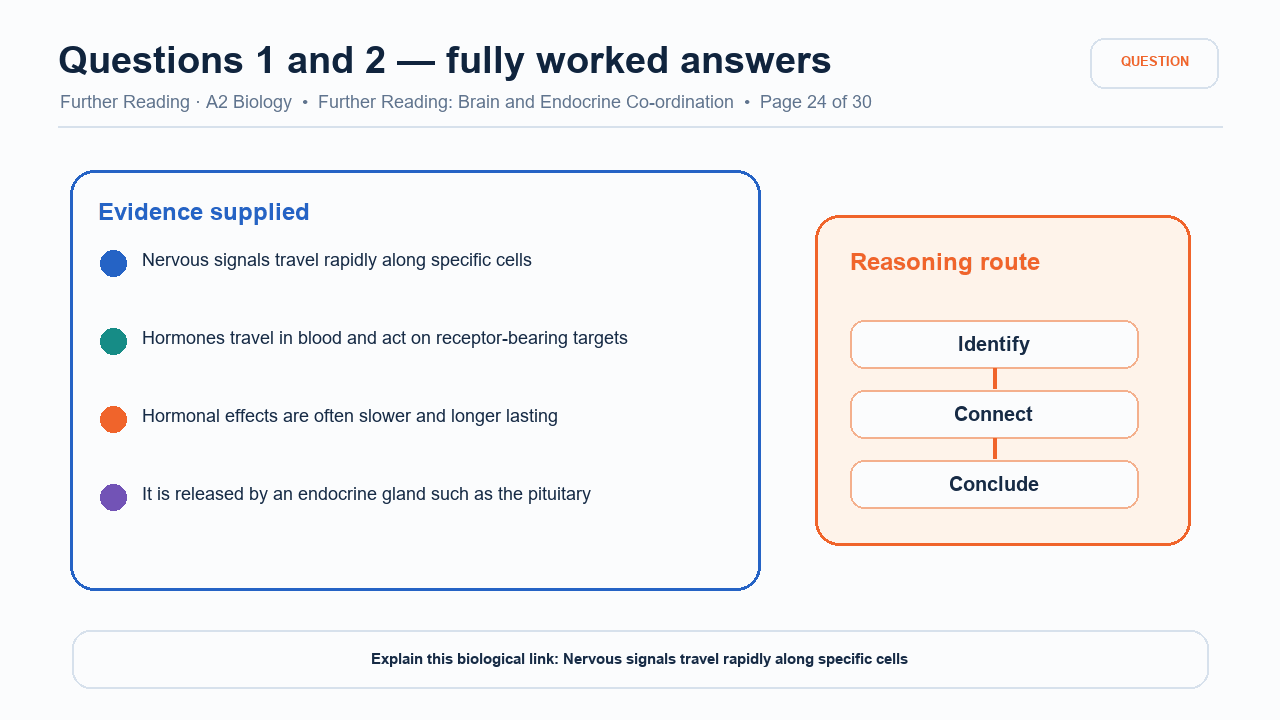 Questions 1 and 2 — fully worked answers
QUESTION
Further Reading · A2 Biology • Further Reading: Brain and Endocrine Co-ordination • Page 24 of 30
Evidence supplied
Nervous signals travel rapidly along specific cells
Hormones travel in blood and act on receptor-bearing targets
Hormonal effects are often slower and longer lasting
It is released by an endocrine gland such as the pituitary
Reasoning route
Identify
Connect
Conclude
Explain this biological link: Nervous signals travel rapidly along specific cells